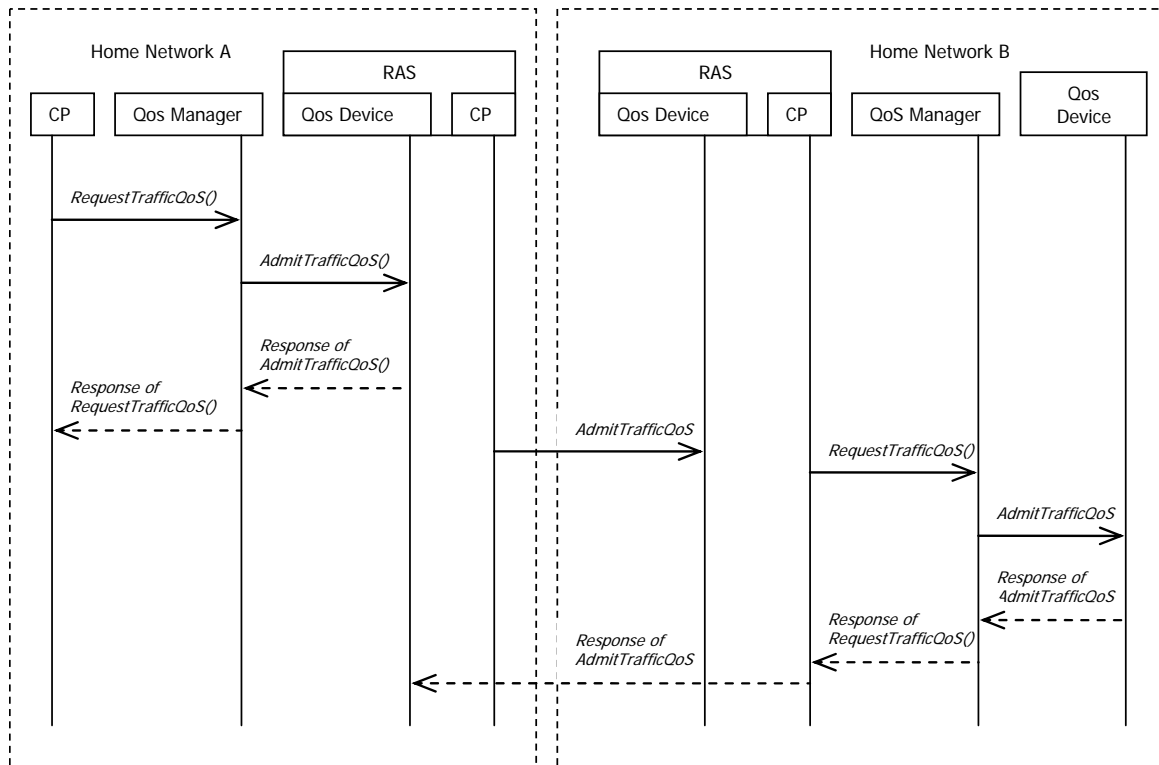 Home Network A
Home Network B
RAS
RAS
CP
Qos Manager
Qos Device
CP
Qos Device
CP
QoS Manager
Qos
Device
RequestTrafficQoS()
AdmitTrafficQoS()
Response of
AdmitTrafficQoS()
Response of
RequestTrafficQoS()
AdmitTrafficQoS
RequestTrafficQoS()
AdmitTrafficQoS
Response of
AdmitTrafficQoS
Response of
RequestTrafficQoS()
Response of
AdmitTrafficQoS